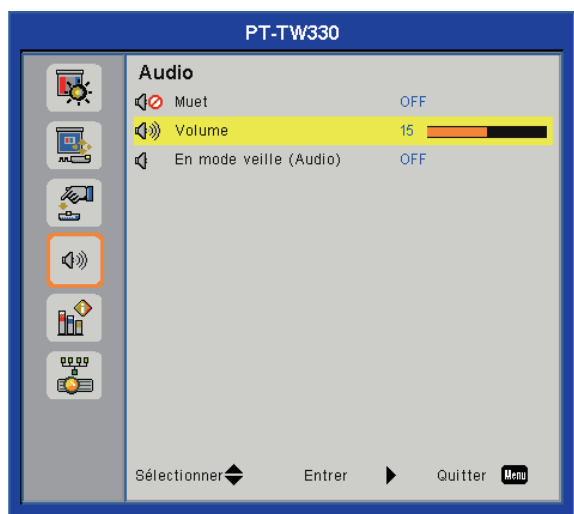 PT-TW330
Audio
Muet OFF
Volume 15
En mode veille (Audio) OFF
Sélectionner Entrer Quitter Menu